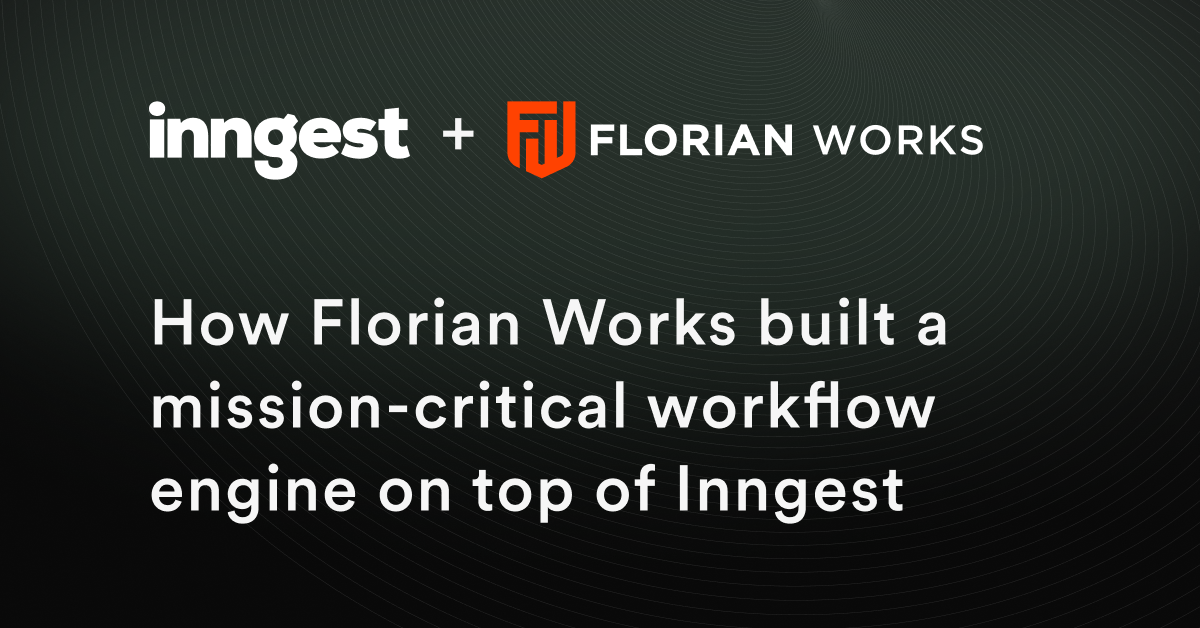 inngest + FLORIAN WORKS
How Florian Works built a
mission-critical workflow
engine on top of Inngest